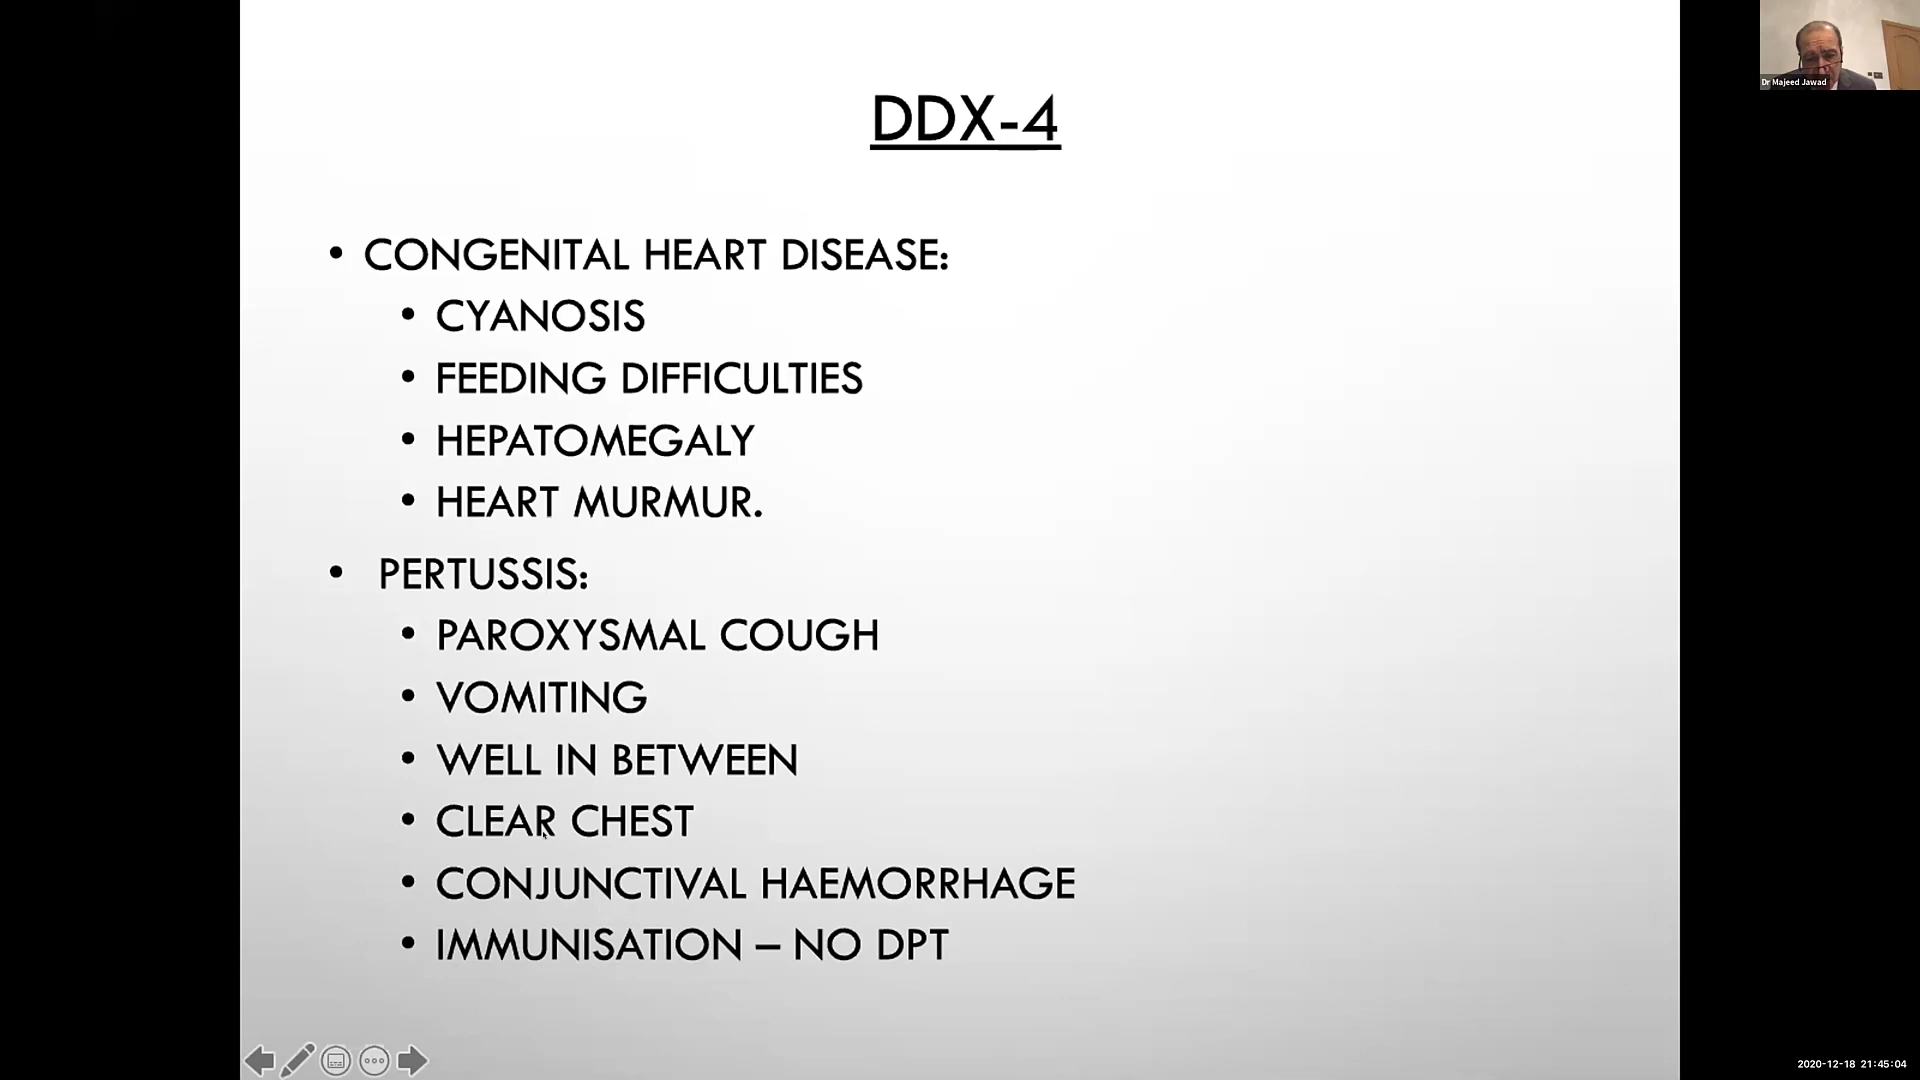 Dr Majeed Jawad
DDX-4
• CONGENITAL HEART DISEASE:
• CYANOSIS
• FEEDING DIFFICULTIES
• HEPATOMEGALY
• HEART MURMUR.
• PERTUSSIS:
• PAROXYSMAL COUGH
• VOMITING
• WELL IN BETWEEN
• CLEAR CHEST
• CONJUNCTIVAL HAEMORRHAGE
• IMMUNISATION – NO DPT
2020-12-18 21:45:04